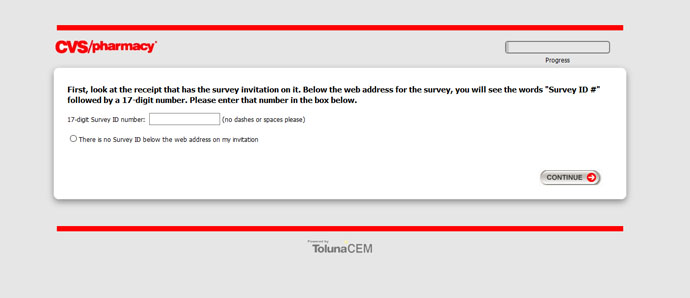 CVS/pharmacy
Progress
First, look at the receipt that has the survey invitation on it. Below the web address for the survey, you will see the words "Survey ID #"
followed by a 17-digit number. Please enter that number in the box below.
17-digit Survey ID number: (no dashes or spaces please)
There is no Survey ID below the web address on my invitation
CONTINUE
Powered by
TolunaCEM